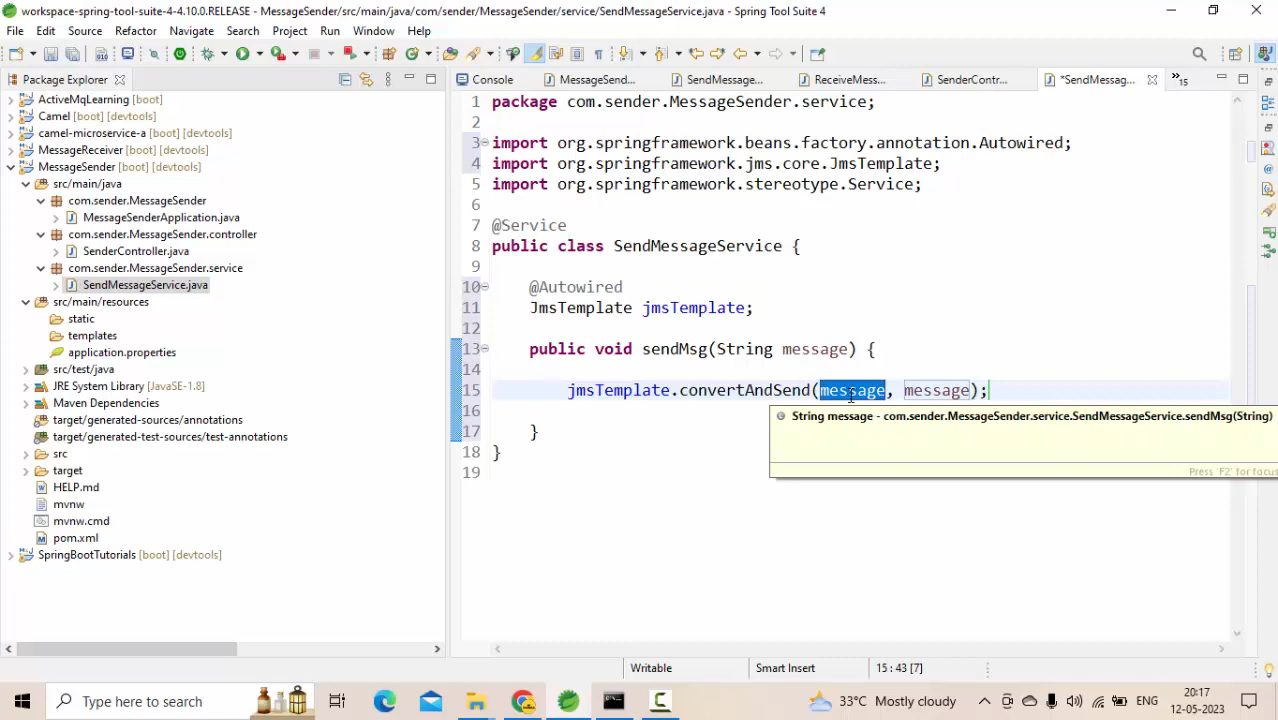 workspace-spring-tool-suite-4-4.10.0.RELEASE - MessageSender/src/main/java/com/sender/MessageSender/service/SendMessageService.java - Spring Tool Suite 4
File Edit Source Refactor Navigate Search Project Run Window Help
Package Explorer
Console MessageSend... SendMessage... ReceiveMess... SenderContr... *SendMessag... »15
ActiveMqLearning [boot]
Camel [boot] [devtools]
camel-microservice-a [boot] [devtools]
MessageReceiver [boot] [devtools]
MessageSender [boot] [devtools]
src/main/java
com.sender.MessageSender
MessageSenderApplication.java
com.sender.MessageSender.controller
SenderController.java
com.sender.MessageSender.service
SendMessageService.java
src/main/resources
static
templates
application.properties
src/test/java
JRE System Library [JavaSE-1.8]
Maven Dependencies
target/generated-sources/annotations
target/generated-test-sources/test-annotations
src
target
HELP.md
mvnw
mvnw.cmd
pom.xml
SpringBootTutorials [boot] [devtools]
1 package com.sender.MessageSender.service;
2
3 import org.springframework.beans.factory.annotation.Autowired;
4 import org.springframework.jms.core.JmsTemplate;
5 import org.springframework.stereotype.Service;
6
7 @Service
8 public class SendMessageService {
9
10 @Autowired
11 JmsTemplate jmsTemplate;
12
13 public void sendMsg(String message) {
14
15 jmsTemplate.convertAndSend(message, message);
16
17 }
18 }
19
String message - com.sender.MessageSender.service.SendMessageService.sendMsg(String)
Press 'F2' for focus
Writable Smart Insert 15 : 43 [7]
Type here to search
33°C Mostly cloudy
ENG
20:17
12-05-2023